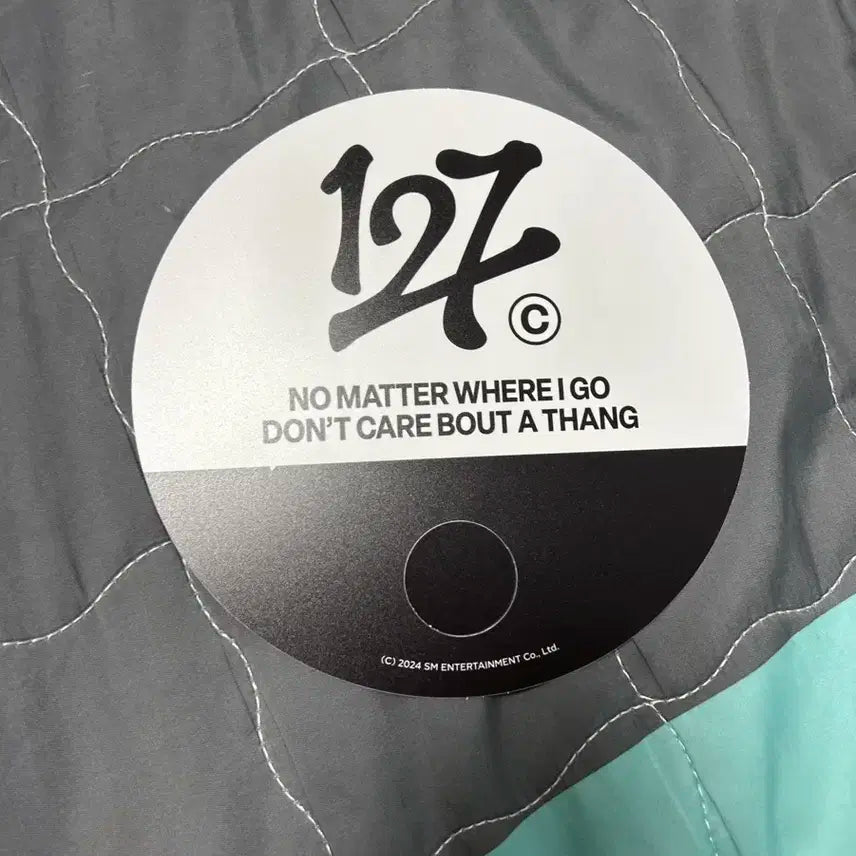 127
©
NO MATTER WHERE I GO
DON'T CARE BOUT A THANG
(C) 2024 SM ENTERTAINMENT Co., Ltd.